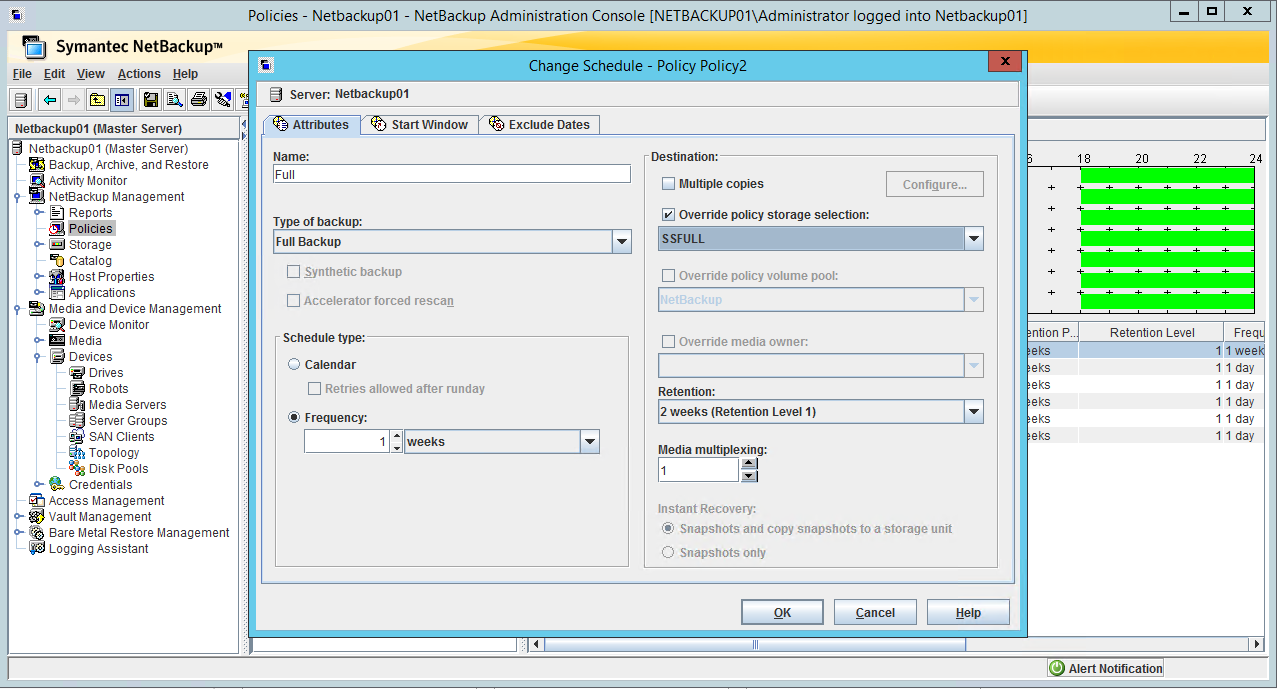 Policies - Netbackup01 - NetBackup Administration Console [NETBACKUP01\Administrator logged into Netbackup01]
Symantec NetBackup™
File Edit View Actions Help
Netbackup01 (Master Server)
Netbackup01 (Master Server)
Backup, Archive, and Restore
Activity Monitor
NetBackup Management
Reports
Policies
Storage
Catalog
Host Properties
Applications
Media and Device Management
Device Monitor
Media
Devices
Drives
Robots
Media Servers
Server Groups
SAN Clients
Topology
Disk Pools
Credentials
Access Management
Vault Management
Bare Metal Restore Management
Logging Assistant
Change Schedule - Policy Policy2
Server: Netbackup01
Attributes Start Window Exclude Dates
Name:
Full
Type of backup:
Full Backup
Synthetic backup
Accelerator forced rescan
Schedule type:
Calendar
Retries allowed after runday
Frequency:
1 weeks
Destination:
Multiple copies
Configure...
Override policy storage selection:
SSFULL
Override policy volume pool:
NetBackup
Override media owner:
Retention:
2 weeks (Retention Level 1)
Media multiplexing:
1
Instant Recovery:
Snapshots and copy snapshots to a storage unit
Snapshots only
OK Cancel Help
6 18 20 22 24
ention P... Retention Level Frequ
eeks 1 1 week
eeks 1 1 day
eeks 1 1 day
eeks 1 1 day
eeks 1 1 day
eeks 1 1 day
Alert Notification